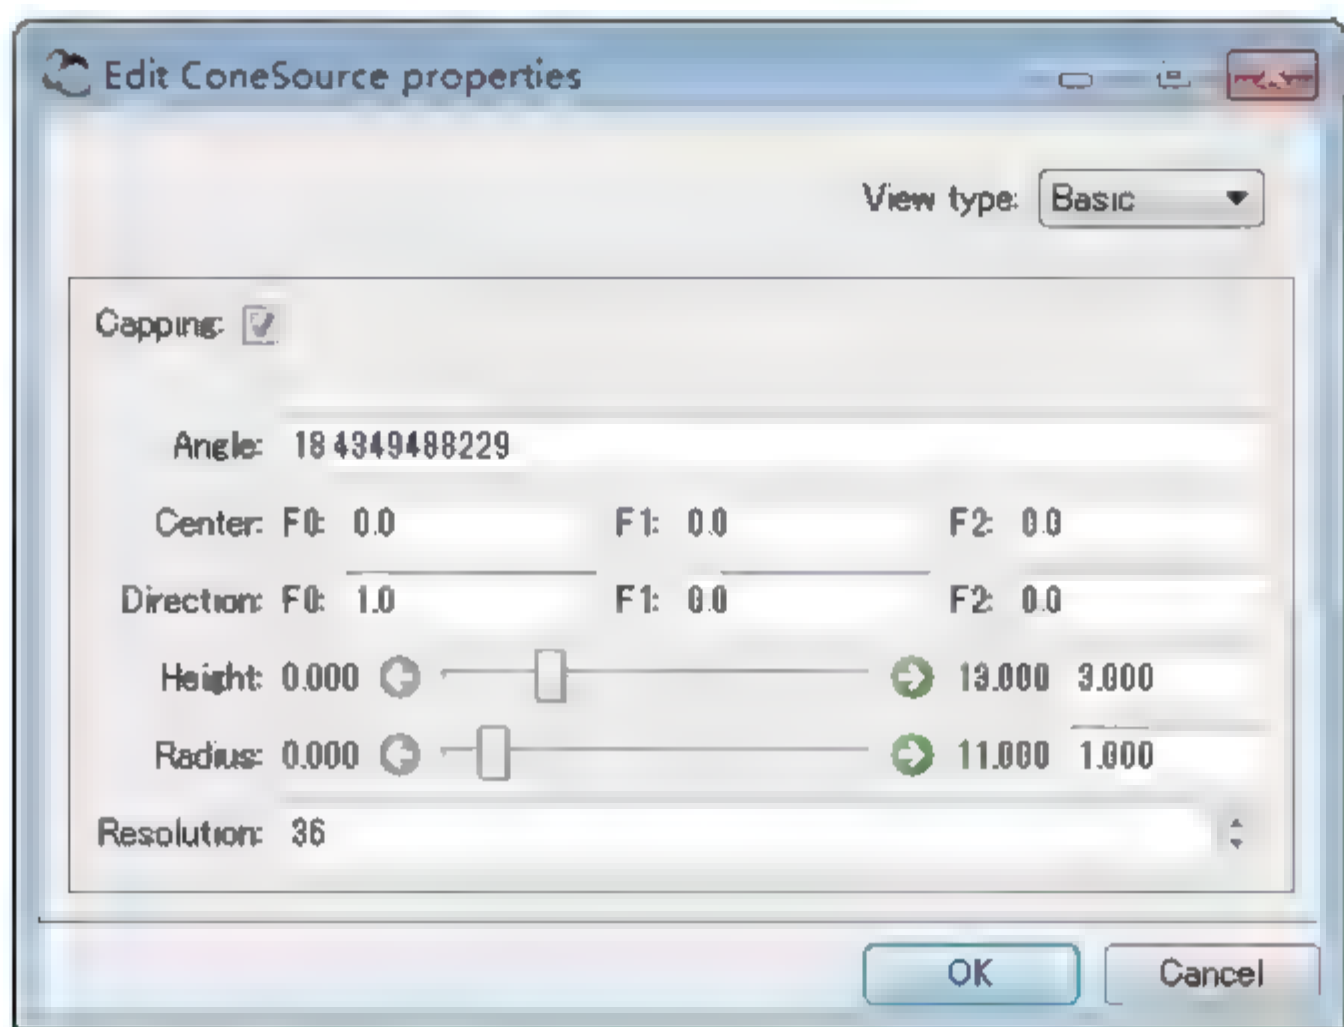 Edit ConeSource properties
View type: Basic
Capping:
Angle: 18.4349488229
Center: F0: 0.0 F1: 0.0 F2: 0.0
Direction: F0: 1.0 F1: 0.0 F2: 0.0
Height: 0.000 13.000 3.000
Radius: 0.000 11.000 1.000
Resolution: 36
OK Cancel